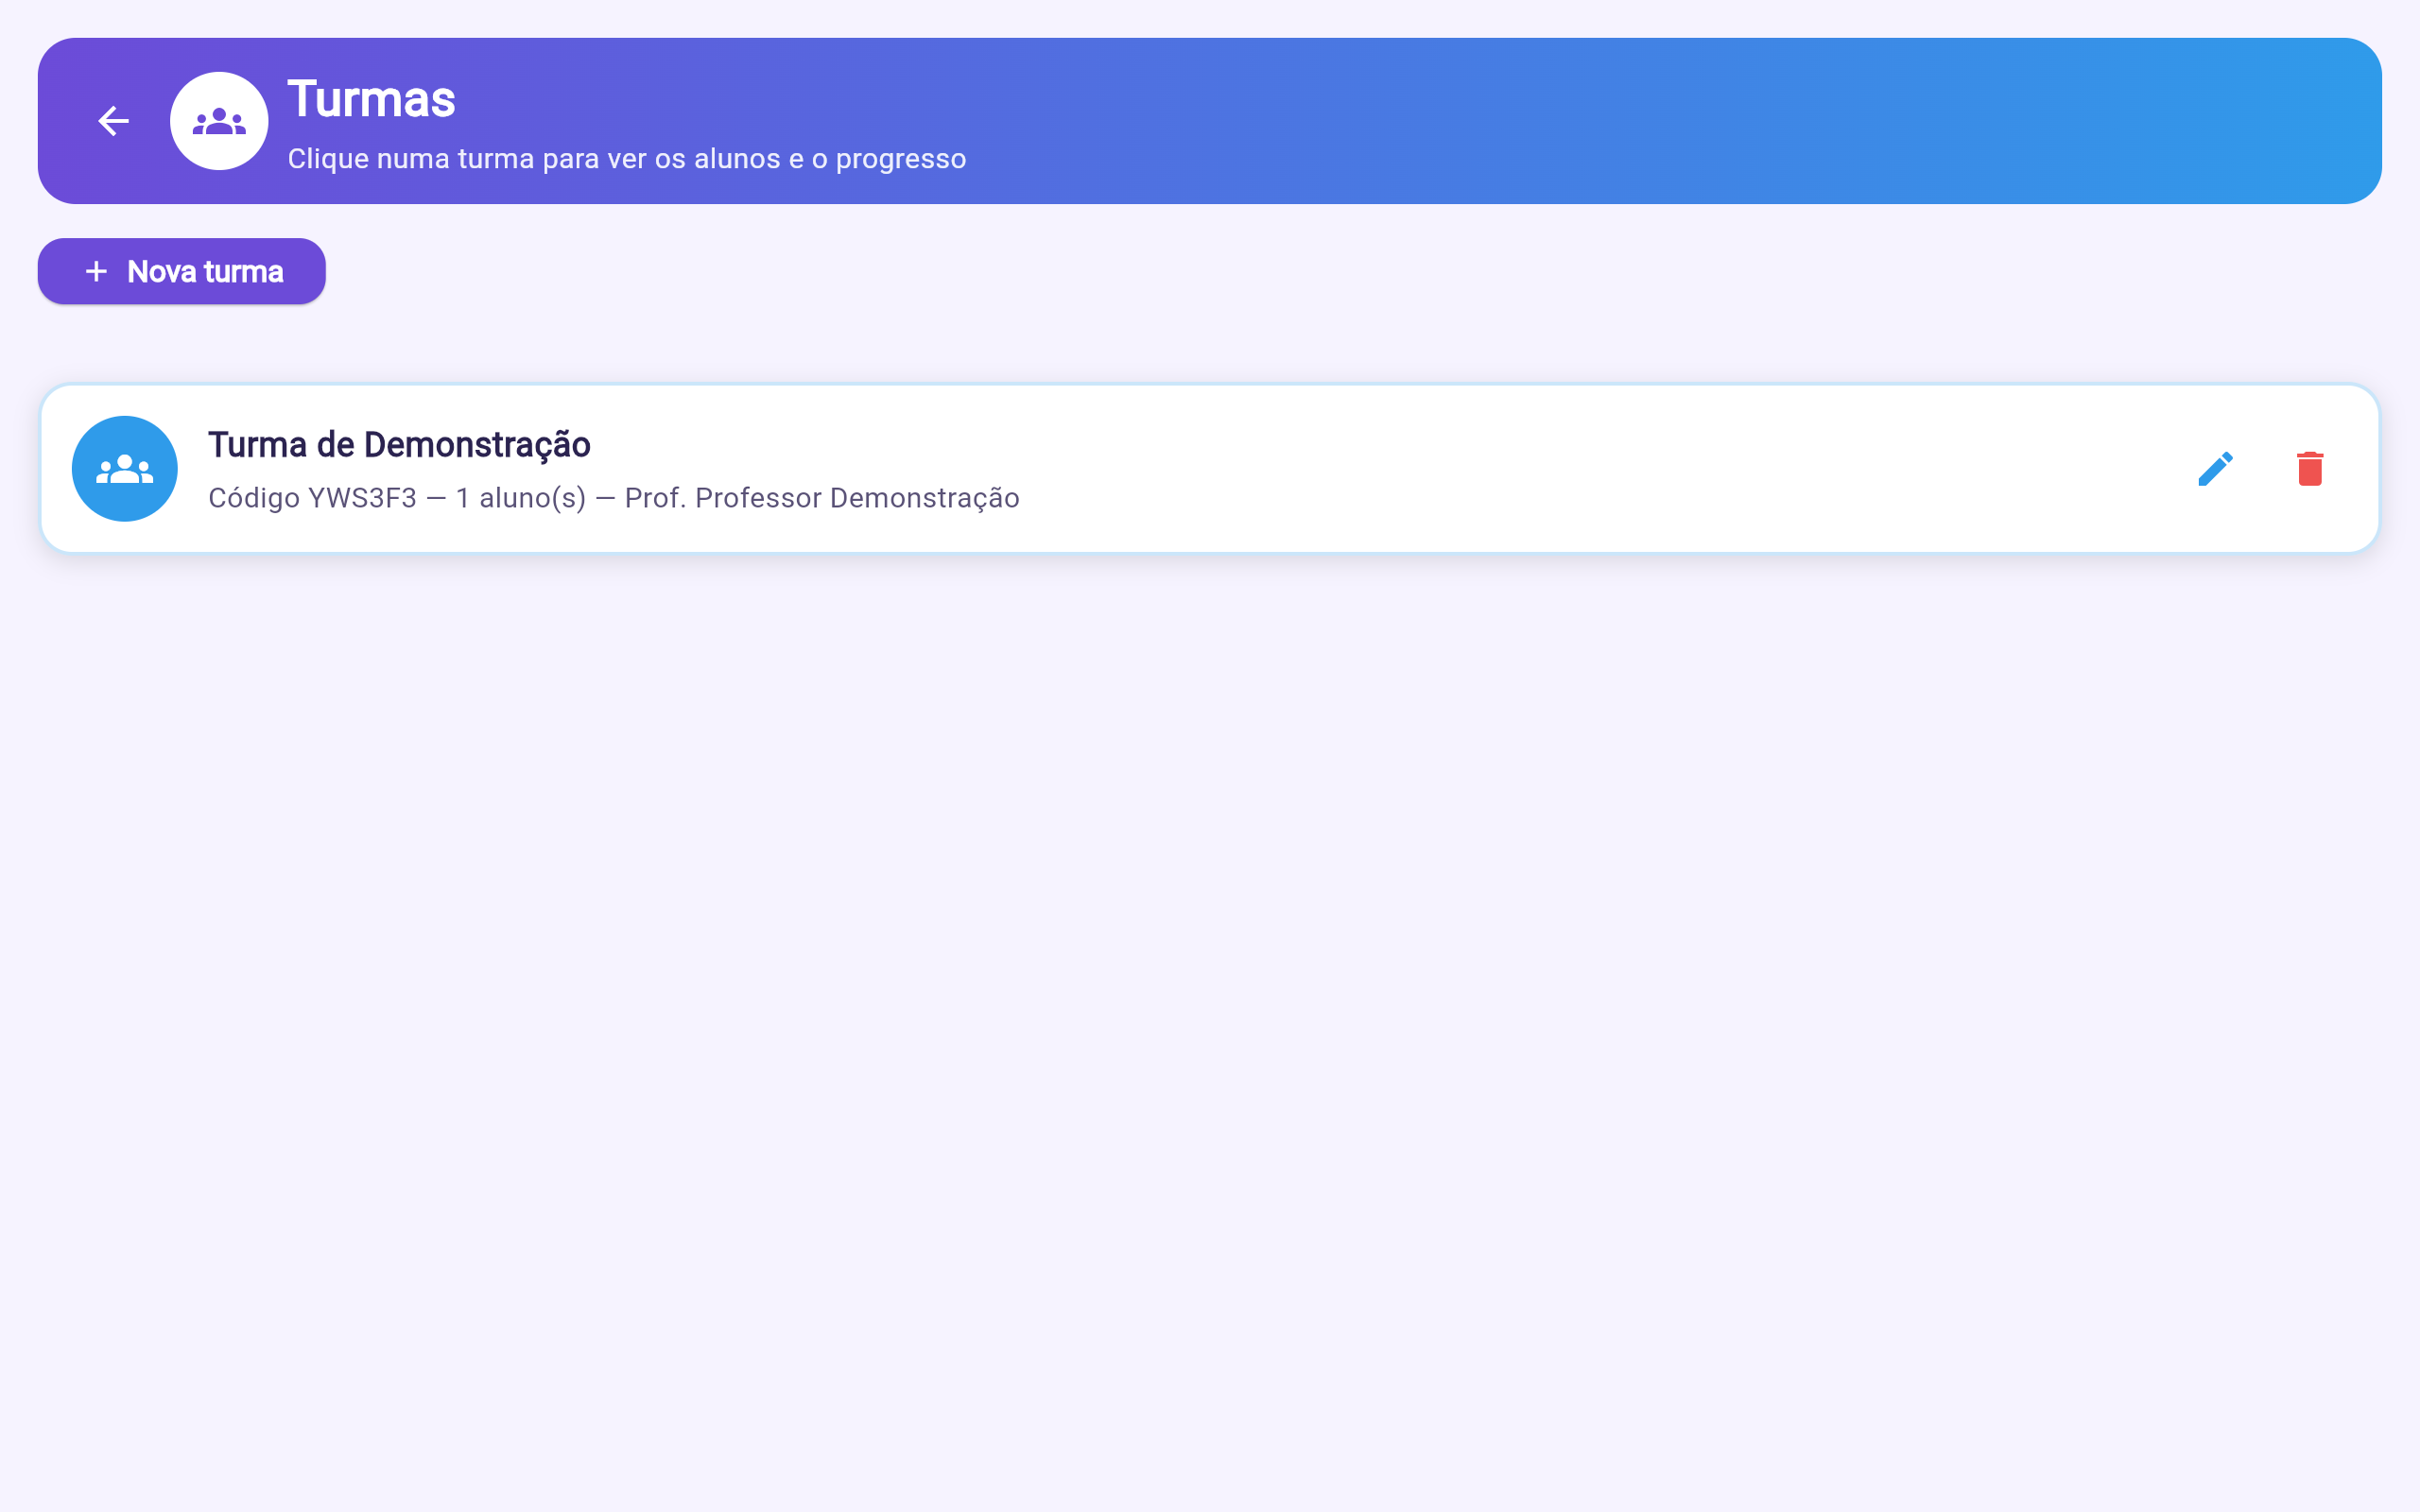 Turmas
Clique numa turma para ver os alunos e o progresso
+ Nova turma
Turma de Demonstração
Código YWS3F3 — 1 aluno(s) — Prof. Professor Demonstração